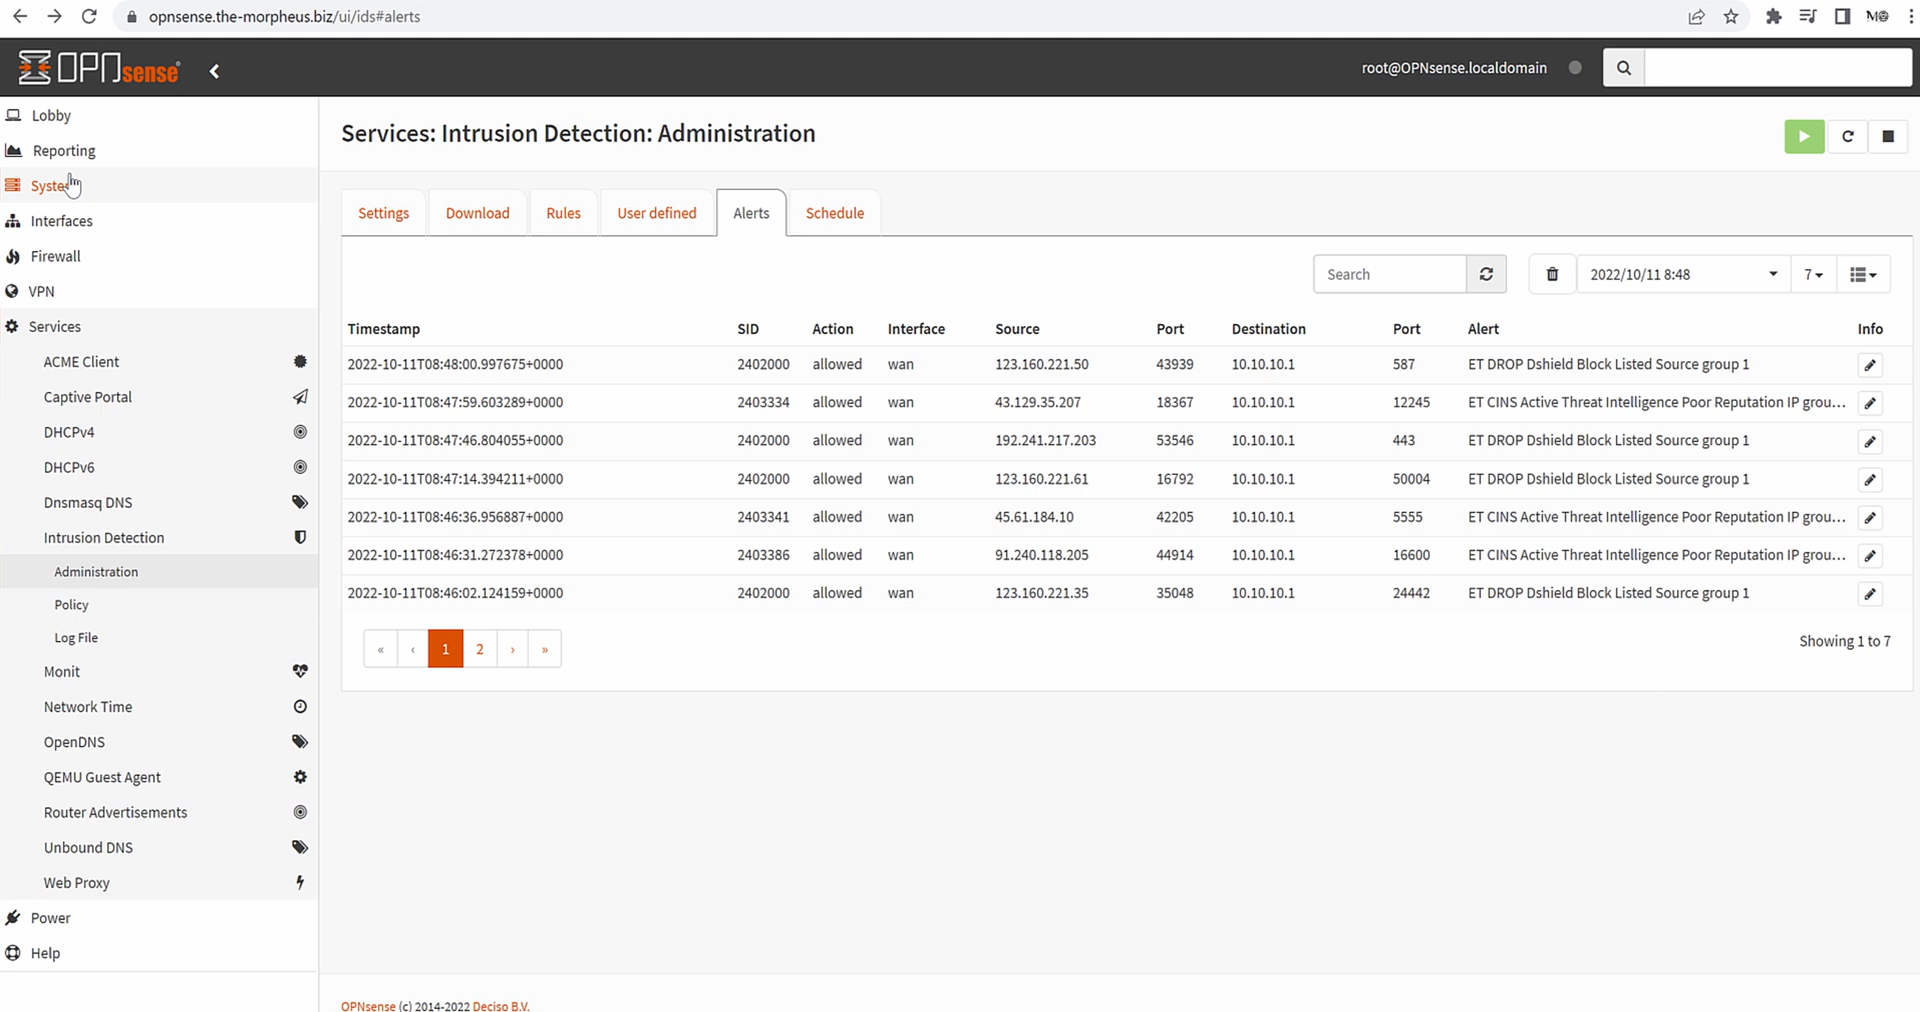 opnsense.the-morpheus.biz/ui/ids#alerts
OPNsense
root@OPNsense.localdomain
Lobby
Reporting
System
Interfaces
Firewall
VPN
Services
ACME Client
Captive Portal
DHCPv4
DHCPv6
Dnsmasq DNS
Intrusion Detection
Administration
Policy
Log File
Monit
Network Time
OpenDNS
QEMU Guest Agent
Router Advertisements
Unbound DNS
Web Proxy
Power
Help
Services: Intrusion Detection: Administration
Settings Download Rules User defined Alerts Schedule
Search 2022/10/11 8:48 7
Timestamp SID Action Interface Source Port Destination Port Alert Info
2022-10-11T08:48:00.997675+0000 2402000 allowed wan 123.160.221.50 43939 10.10.10.1 587 ET DROP Dshield Block Listed Source group 1
2022-10-11T08:47:59.603289+0000 2403334 allowed wan 43.129.35.207 18367 10.10.10.1 12245 ET CINS Active Threat Intelligence Poor Reputation IP grou...
2022-10-11T08:47:46.804055+0000 2402000 allowed wan 192.241.217.203 53546 10.10.10.1 443 ET DROP Dshield Block Listed Source group 1
2022-10-11T08:47:14.394211+0000 2402000 allowed wan 123.160.221.61 16792 10.10.10.1 50004 ET DROP Dshield Block Listed Source group 1
2022-10-11T08:46:36.956887+0000 2403341 allowed wan 45.61.184.10 42205 10.10.10.1 5555 ET CINS Active Threat Intelligence Poor Reputation IP grou...
2022-10-11T08:46:31.272378+0000 2403386 allowed wan 91.240.118.205 44914 10.10.10.1 16600 ET CINS Active Threat Intelligence Poor Reputation IP grou...
2022-10-11T08:46:02.124159+0000 2402000 allowed wan 123.160.221.35 35048 10.10.10.1 24442 ET DROP Dshield Block Listed Source group 1
« ‹ 1 2 › »
Showing 1 to 7
OPNsense (c) 2014-2022 Deciso B.V.